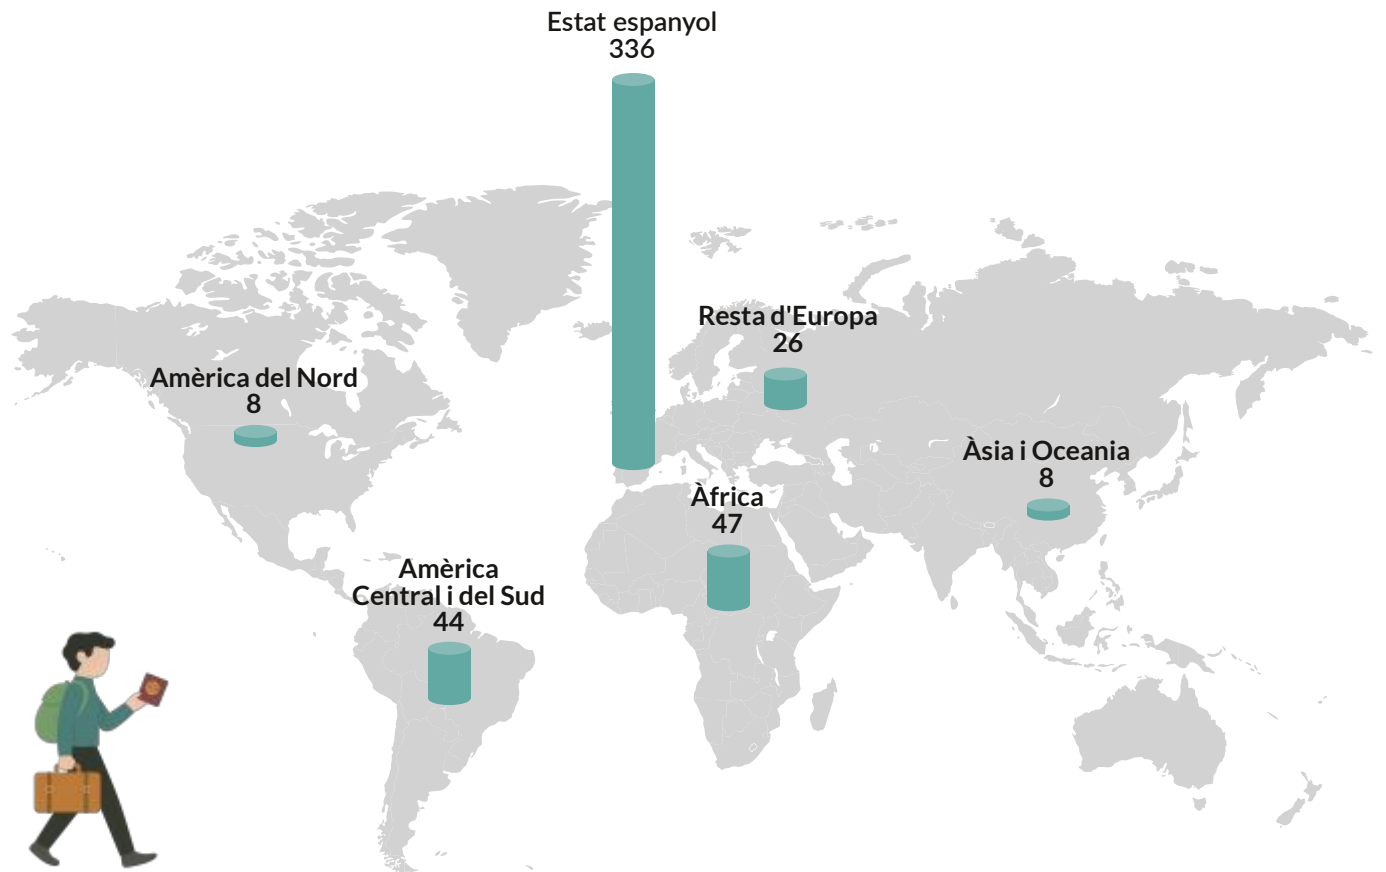 Estat espanyol
336
Resta d'Europa
26
Amèrica del Nord
8
Àsia i Oceania
8
Àfrica
47
Amèrica
Central i del Sud
44